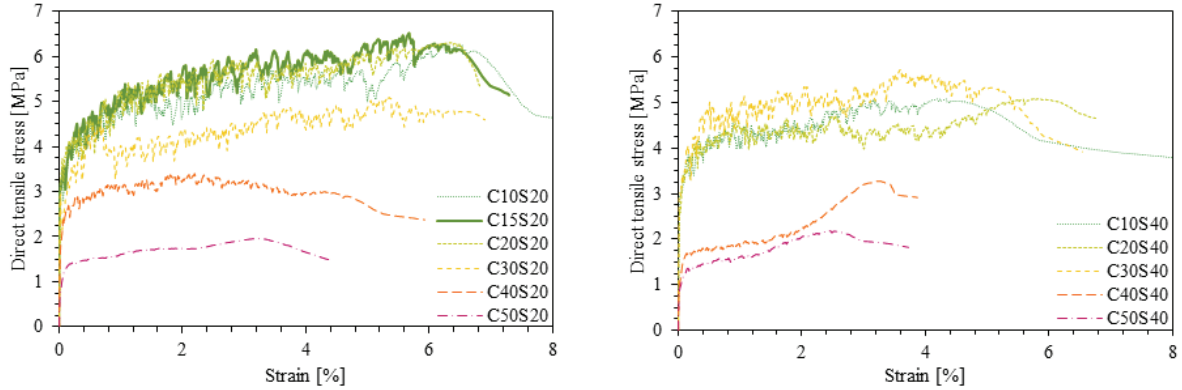 Direct tensile stress [MPa]
7
6
5
4
3
2
1
0
C10S20
C15S20
C20S20
C30S20
C40S20
C50S20
0 2 4 6 8
Strain [%]
Direct tensile stress [MPa]
7
6
5
4
3
2
1
0
C10S40
C20S40
C30S40
C40S40
C50S40
0 2 4 6 8
Strain [%]